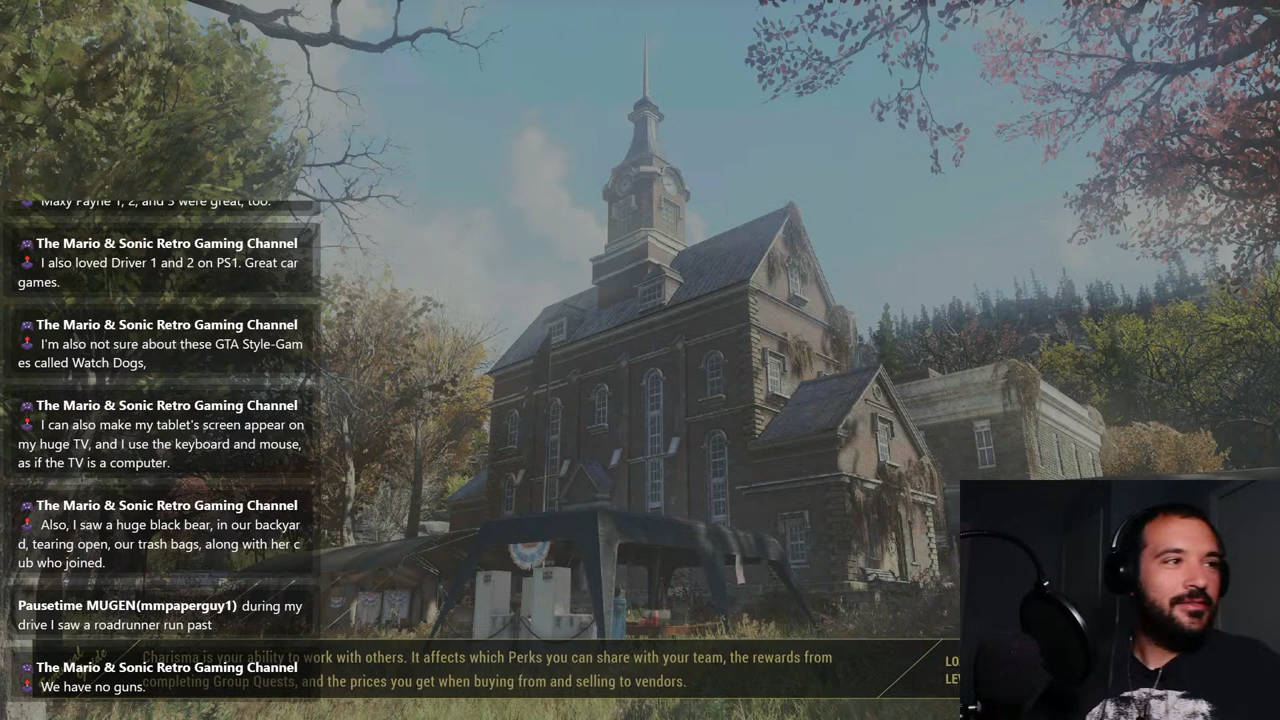 Maxy Payne 1, 2, and 3 were great, too.
The Mario & Sonic Retro Gaming Channel
I also loved Driver 1 and 2 on PS1. Great car
games.
The Mario & Sonic Retro Gaming Channel
I'm also not sure about these GTA Style-Gam
es called Watch Dogs,
The Mario & Sonic Retro Gaming Channel
I can also make my tablet's screen appear on
my huge TV, and I use the keyboard and mouse,
as if the TV is a computer.
The Mario & Sonic Retro Gaming Channel
Also, I saw a huge black bear, in our backyar
d, tearing open, our trash bags, along with her c
ub who joined.
Pausetime MUGEN(mmpaperguy1) during my
drive I saw a roadrunner run past
The Mario & Sonic Retro Gaming Channel
We have no guns.
Charisma is your ability to work with others. It affects which Perks you can share with your team, the rewards from
completing Group Quests, and the prices you get when buying from and selling to vendors.
LO
LE